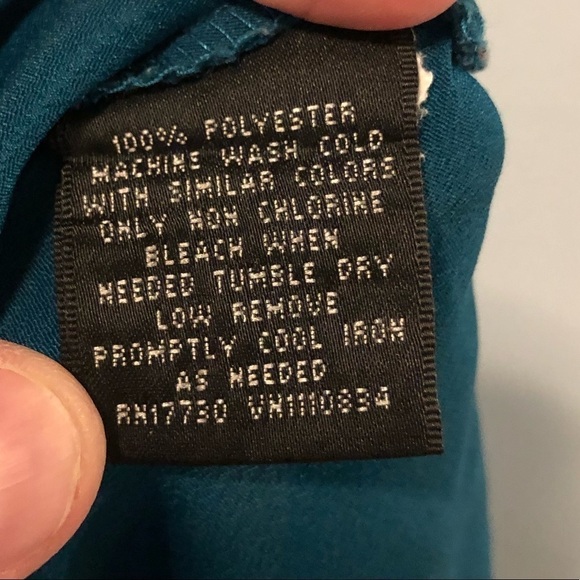 100% POLYESTER
MACHINE WASH COLD
WITH SIMILAR COLORS
ONLY NON CHLORINE
BLEACH WHEN
NEEDED TUMBLE DRY
LOW REMOVE
PROMPTLY COOL IRON
AS NEEDED
RN17730 VN1110834